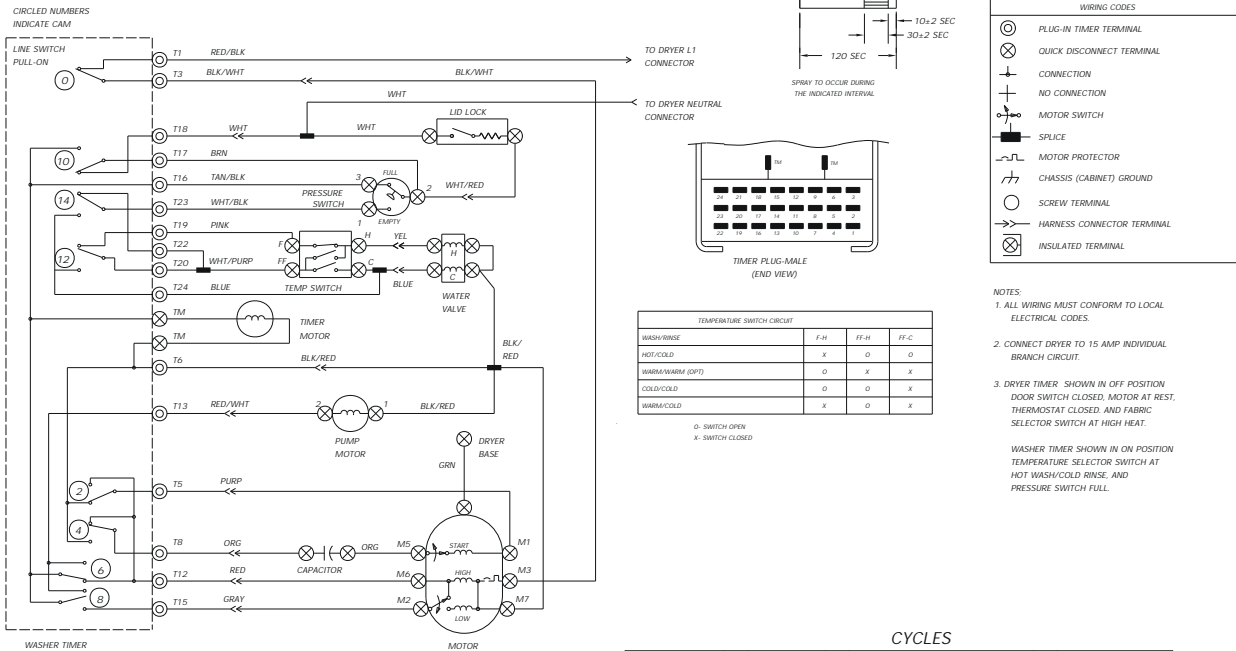 CIRCLED NUMBERS
INDICATE CAM
LINE SWITCH
PULL-ON
0
T1
RED/BLK
TO DRYER L1
CONNECTOR
T3
BLK/WHT
BLK/WHT
WHT
TO DRYER NEUTRAL
CONNECTOR
T18
WHT
WHT
LID LOCK
10
T17
BRN
T16
TAN/BLK
3
FULL
2
WHT/RED
14
T23
WHT/BLK
PRESSURE
SWITCH
EMPTY
1
T19
PINK
F
H
YEL
H
T22
12
T20
WHT/PURP
FF
C
C
T24
BLUE
TEMP SWITCH
BLUE
WATER
VALVE
TM
TIMER
MOTOR
TM
BLK/
RED
T6
BLK/RED
T13
RED/WHT
2
1
BLK/RED
PUMP
MOTOR
DRYER
BASE
GRN
2
T5
PURP
4
T8
ORG
CAPACITOR
ORG
M5
START
M1
6
T12
RED
M6
HIGH
M3
8
T15
GRAY
M2
LOW
M7
WASHER TIMER
MOTOR
10±2 SEC
30±2 SEC
120 SEC
SPRAY TO OCCUR DURING
THE INDICATED INTERVAL
TM
TM
24 21 18 15 12 9 6 3
23 20 17 14 11 8 5 2
22 19 16 13 10 7 4 1
TIMER PLUG-MALE
(END VIEW)
TEMPERATURE SWITCH CIRCUIT
WASH/RINSE F-H FF-H FF-C
HOT/COLD X O O
WARM/WARM (OPT) O X X
COLD/COLD O O X
WARM/COLD X O X
O- SWITCH OPEN
X- SWITCH CLOSED
WIRING CODES
PLUG-IN TIMER TERMINAL
QUICK DISCONNECT TERMINAL
CONNECTION
NO CONNECTION
MOTOR SWITCH
SPLICE
MOTOR PROTECTOR
CHASSIS (CABINET) GROUND
SCREW TERMINAL
HARNESS CONNECTOR TERMINAL
INSULATED TERMINAL
NOTES:
1. ALL WIRING MUST CONFORM TO LOCAL
ELECTRICAL CODES.
2. CONNECT DRYER TO 15 AMP INDIVIDUAL
BRANCH CIRCUIT.
3. DRYER TIMER SHOWN IN OFF POSITION
DOOR SWITCH CLOSED, MOTOR AT REST,
THERMOSTAT CLOSED. AND FABRIC
SELECTOR SWITCH AT HIGH HEAT.
WASHER TIMER SHOWN IN ON POSITION
TEMPERATURE SELECTOR SWITCH AT
HOT WASH/COLD RINSE, AND
PRESSURE SWITCH FULL.
CYCLES